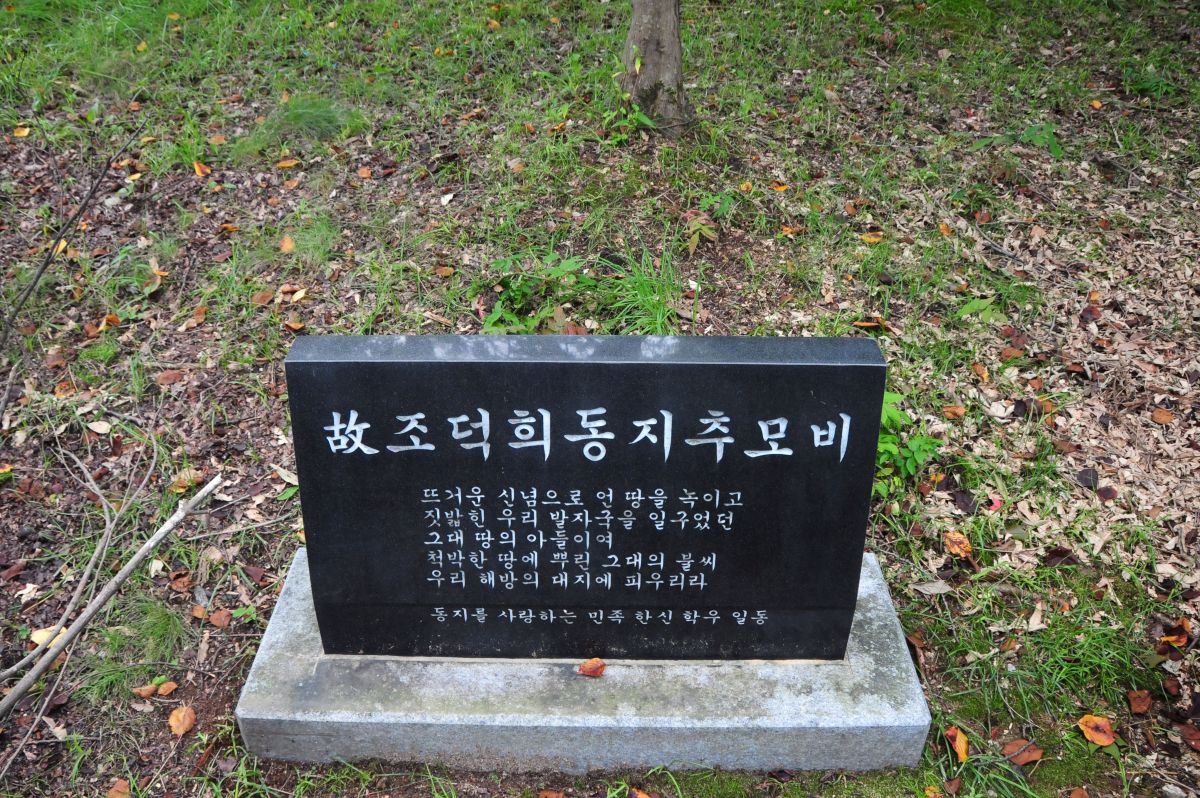 故조덕희동지추모비
뜨거운 신념으로 언 땅을 녹이고
짓밟힌 우리 발자국을 일구었던
그대 땅의 아들이여
척박한 땅에 뿌린 그대의 불씨
우리 해방의 대지에 피우리라
동지를 사랑하는 민족 한신 학우 일동